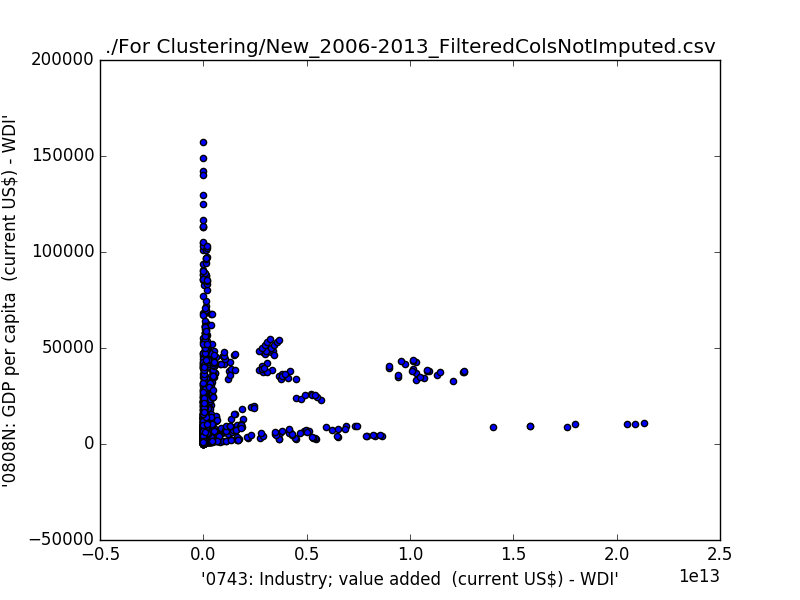 ./For Clustering/New_2006-2013_FilteredColsNotImputed.csv
200000
150000
100000
50000
0
−50000
'0808N: GDP per capita  (current US$) - WDI'
−0.5 0.0 0.5 1.0 1.5 2.0 2.5
1e13
'0743: Industry; value added  (current US$) - WDI'